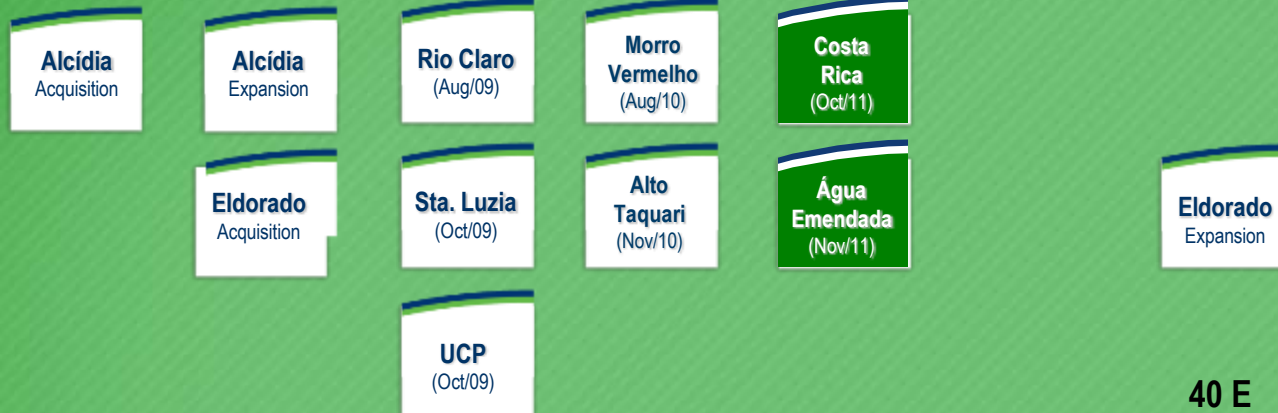 Alcídia
Acquisition
Alcídia
Expansion
Rio Claro
(Aug/09)
Morro
Vermelho
(Aug/10)
Costa
Rica
(Oct/11)
Eldorado
Acquisition
Sta. Luzia
(Oct/09)
Alto
Taquari
(Nov/10)
Água
Emendada
(Nov/11)
Eldorado
Expansion
UCP
(Oct/09)
40 E